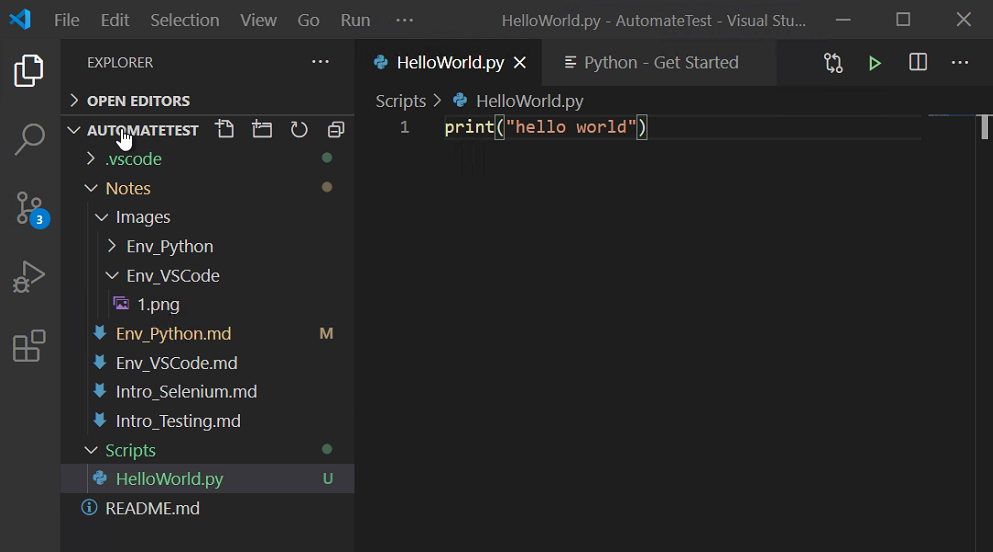 File Edit Selection View Go Run ··· HelloWorld.py - AutomateTest - Visual Stu...
EXPLORER ···
HelloWorld.py Python - Get Started ···
OPEN EDITORS
Scripts > HelloWorld.py
AUTOMATETEST
1 print("hello world")
.vscode
Notes
Images
3
Env_Python
Env_VSCode
1.png
Env_Python.md M
Env_VSCode.md
Intro_Selenium.md
Intro_Testing.md
Scripts
HelloWorld.py U
README.md